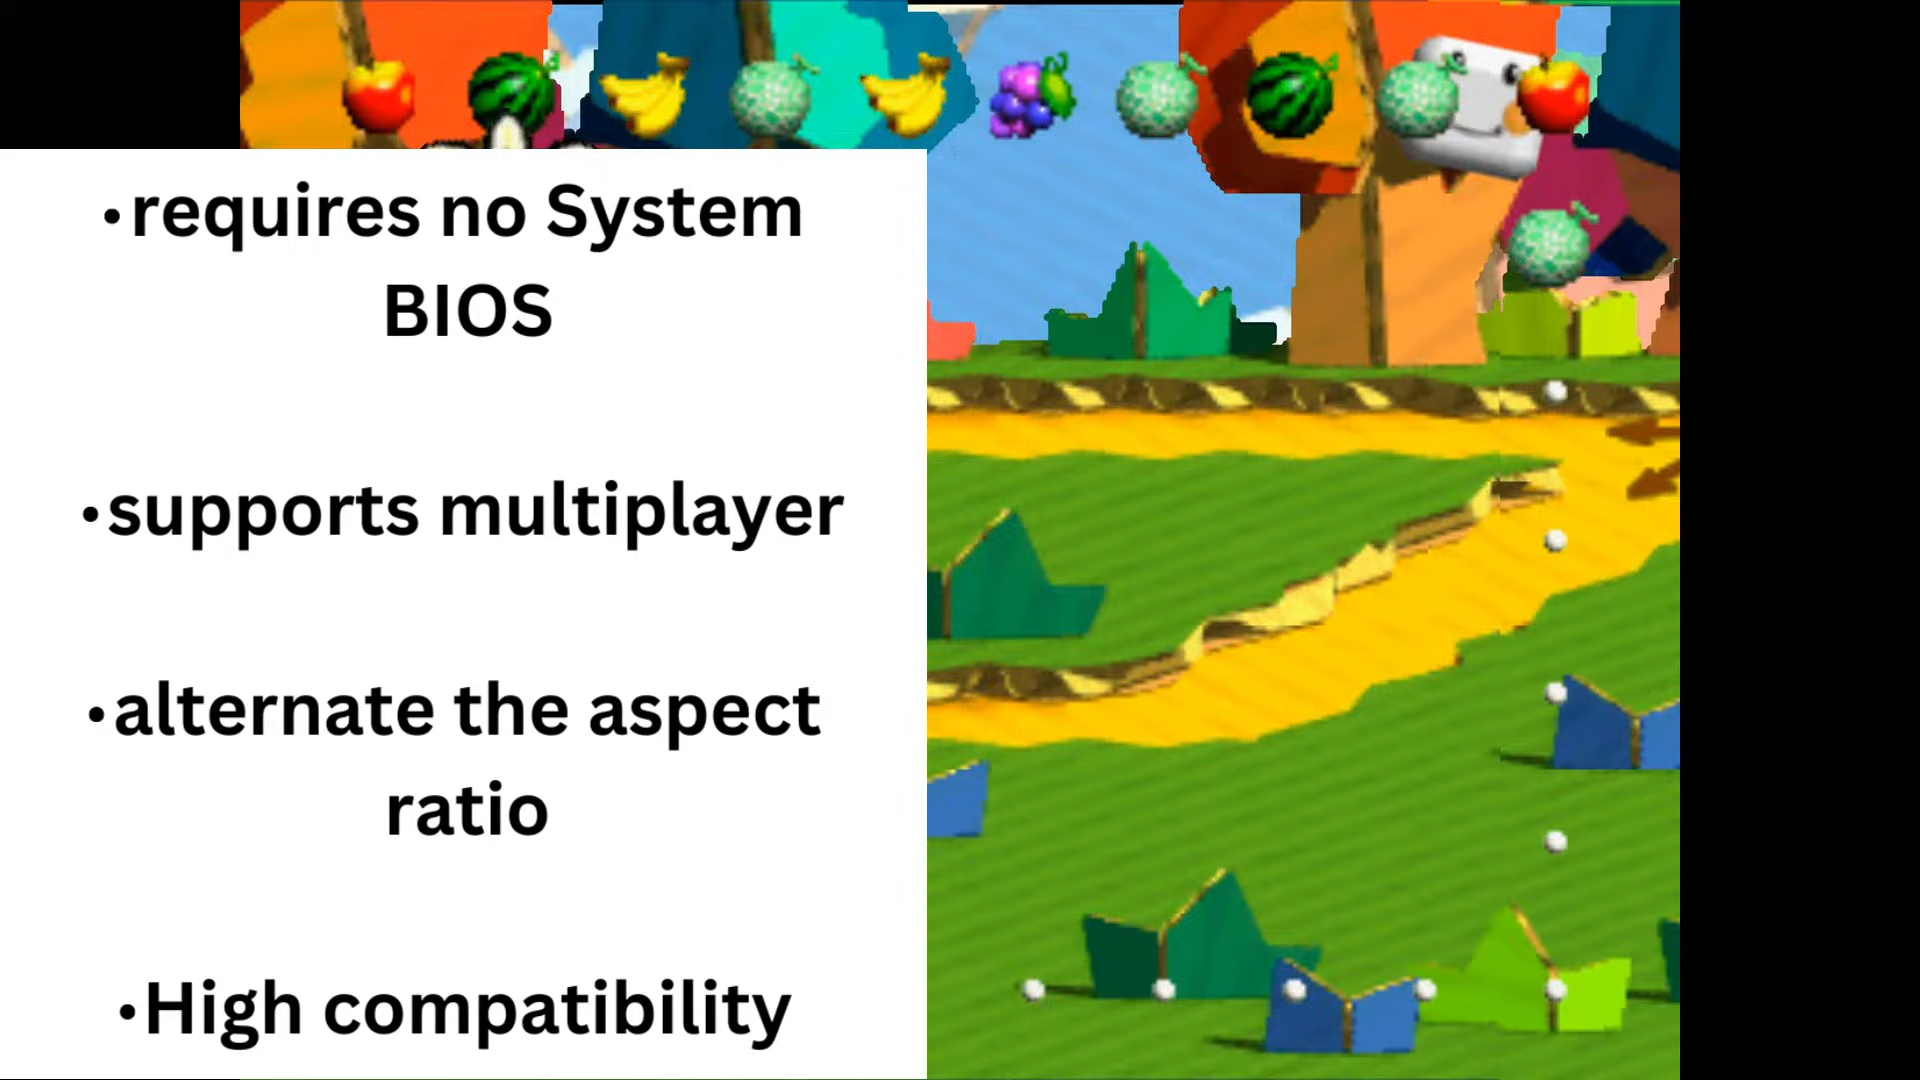 •requires no System
BIOS
•supports multiplayer
•alternate the aspect
ratio
•High compatibility